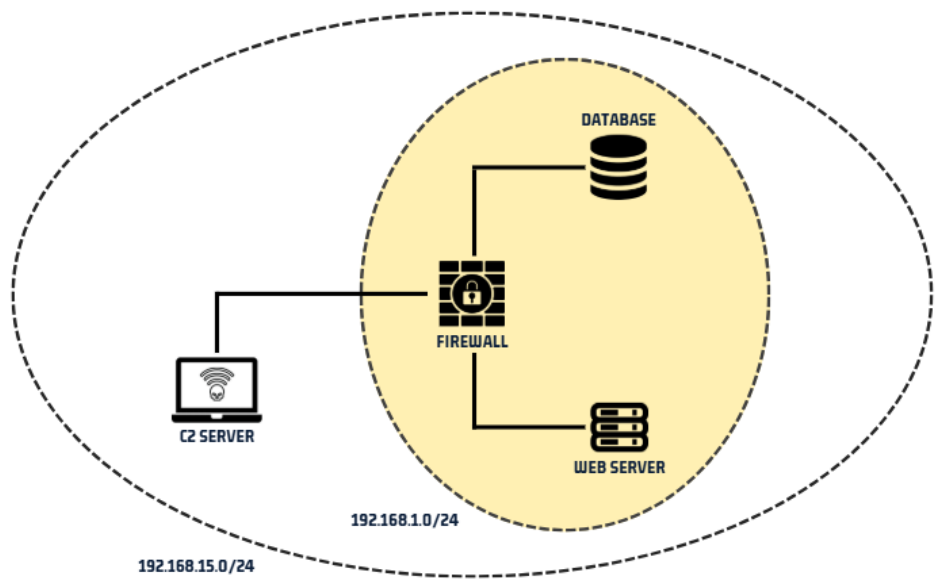 DATABASE
FIREWALL
C2 SERVER
WEB SERVER
192.168.1.0/24
192.168.15.0/24